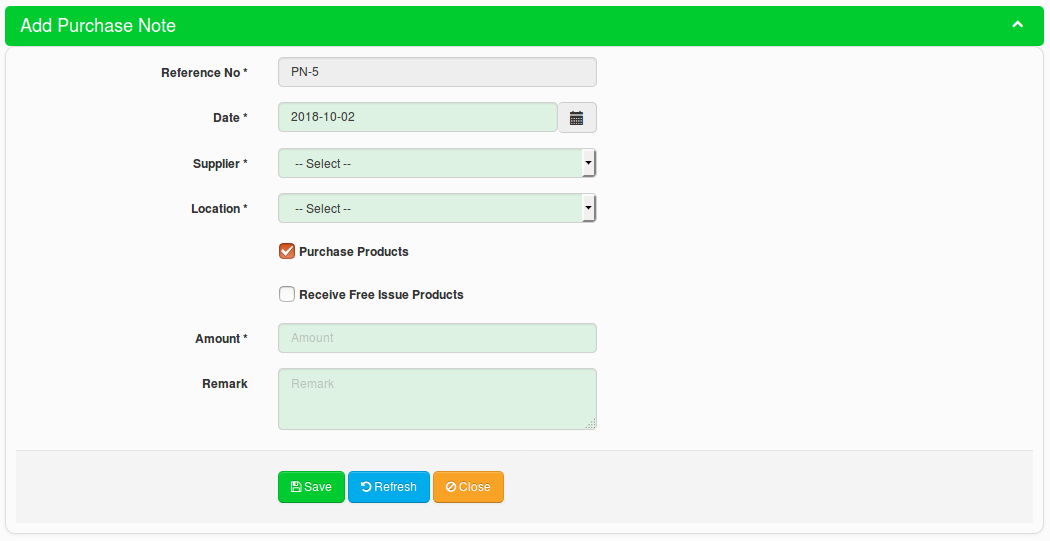 Add Purchase Note
Reference No * PN-5
Date * 2018-10-02
Supplier * -- Select --
Location * -- Select --
Purchase Products
Receive Free Issue Products
Amount * Amount
Remark Remark
Save Refresh Close